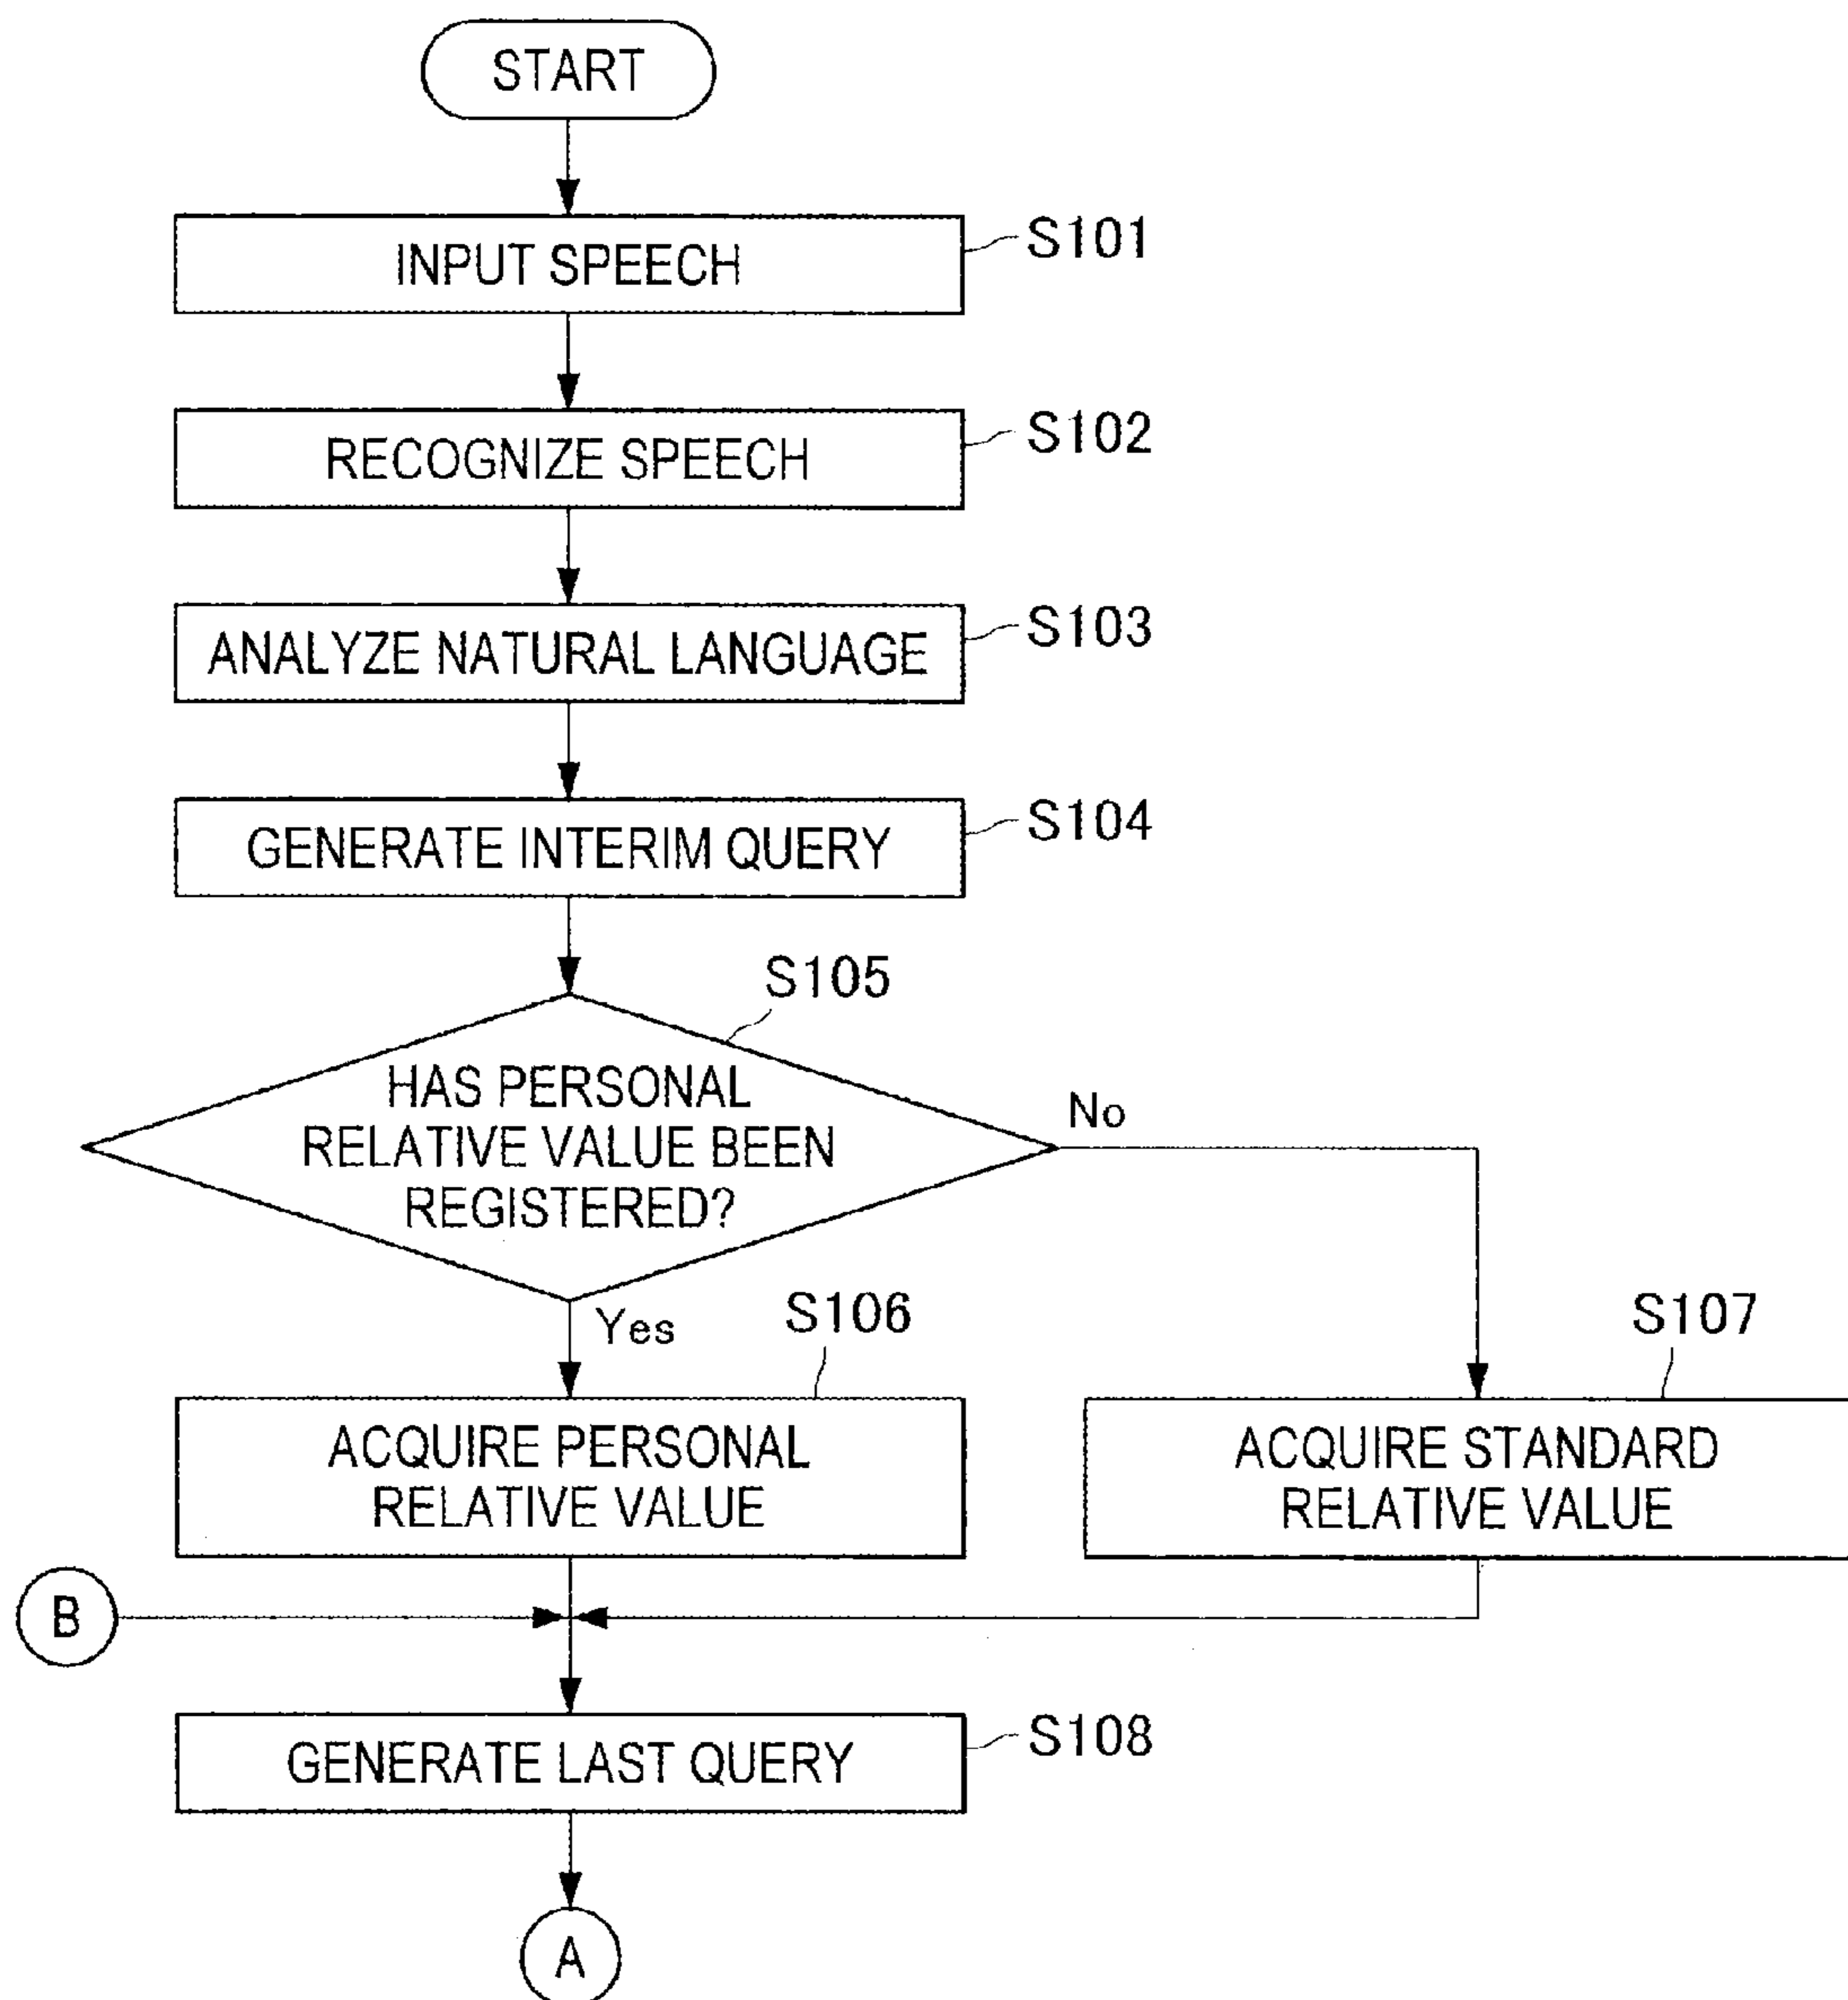 START
INPUT SPEECH
S101
RECOGNIZE SPEECH
S102
ANALYZE NATURAL LANGUAGE
S103
GENERATE INTERIM QUERY
S104
S105
HAS PERSONAL
RELATIVE VALUE BEEN
REGISTERED?
No
Yes
S106
S107
ACQUIRE PERSONAL
RELATIVE VALUE
ACQUIRE STANDARD
RELATIVE VALUE
B
GENERATE LAST QUERY
S108
A